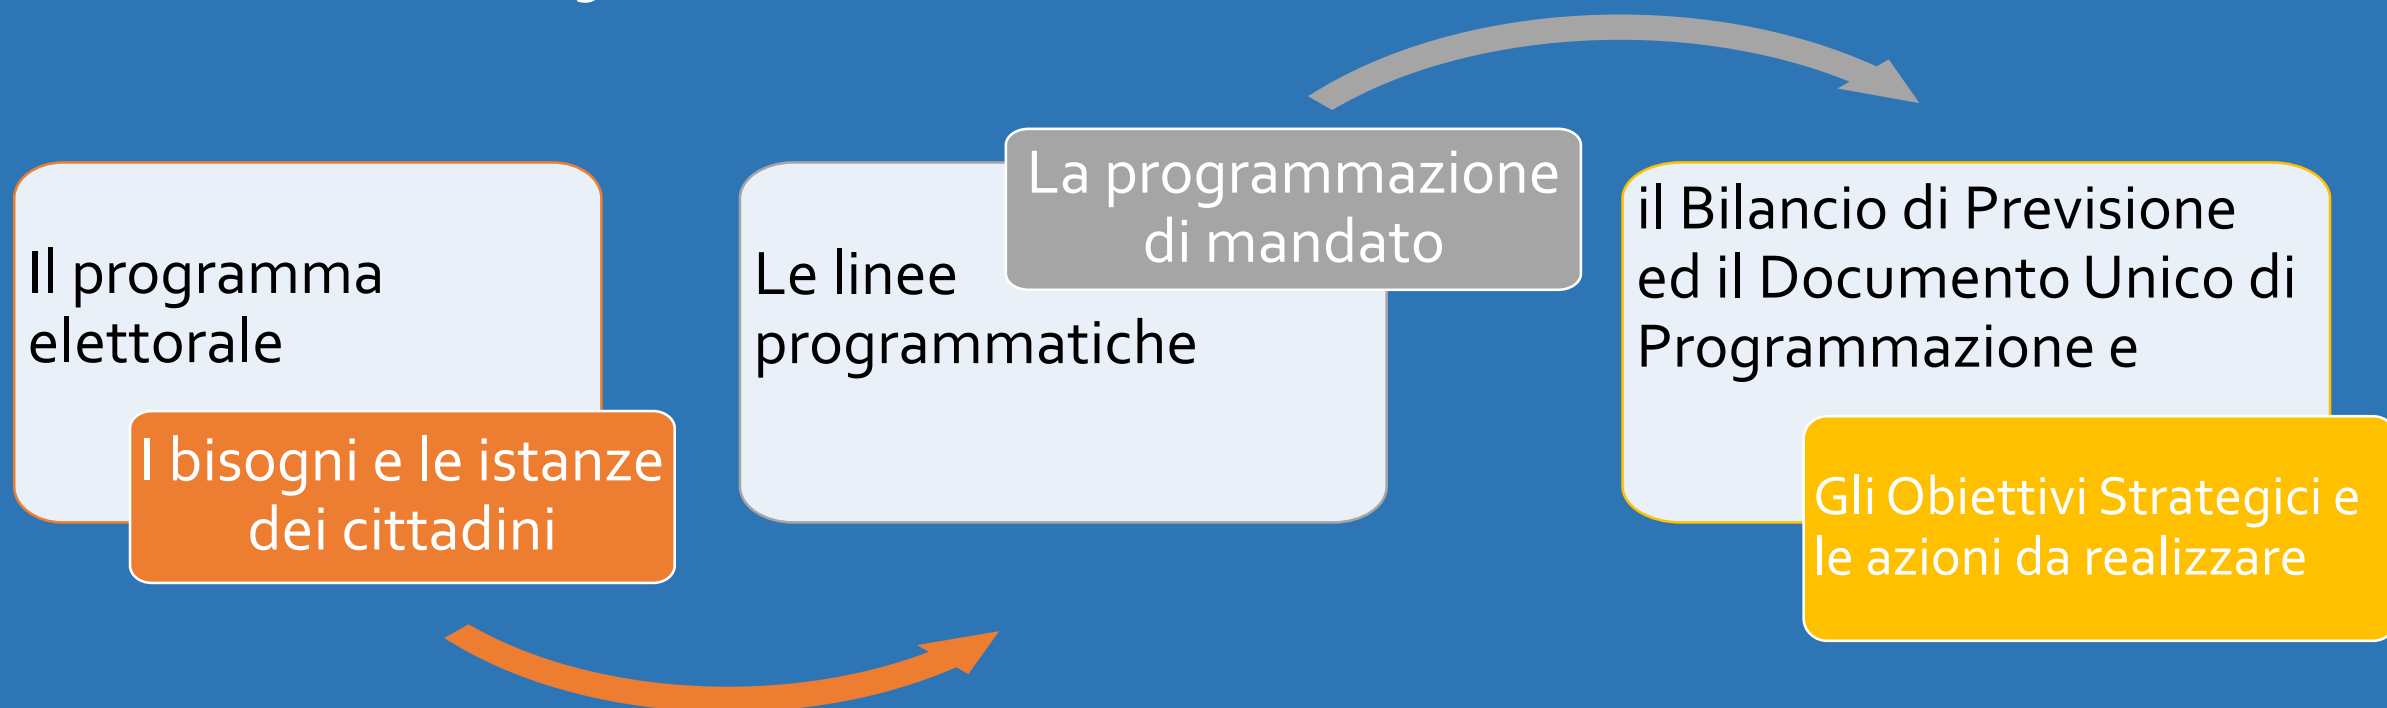 Il programma
elettorale
I bisogni e le istanze
dei cittadini
Le linee
programmatiche
La programmazione
di mandato
il Bilancio di Previsione
ed il Documento Unico di
Programmazione e
Gli Obiettivi Strategici e
le azioni da realizzare